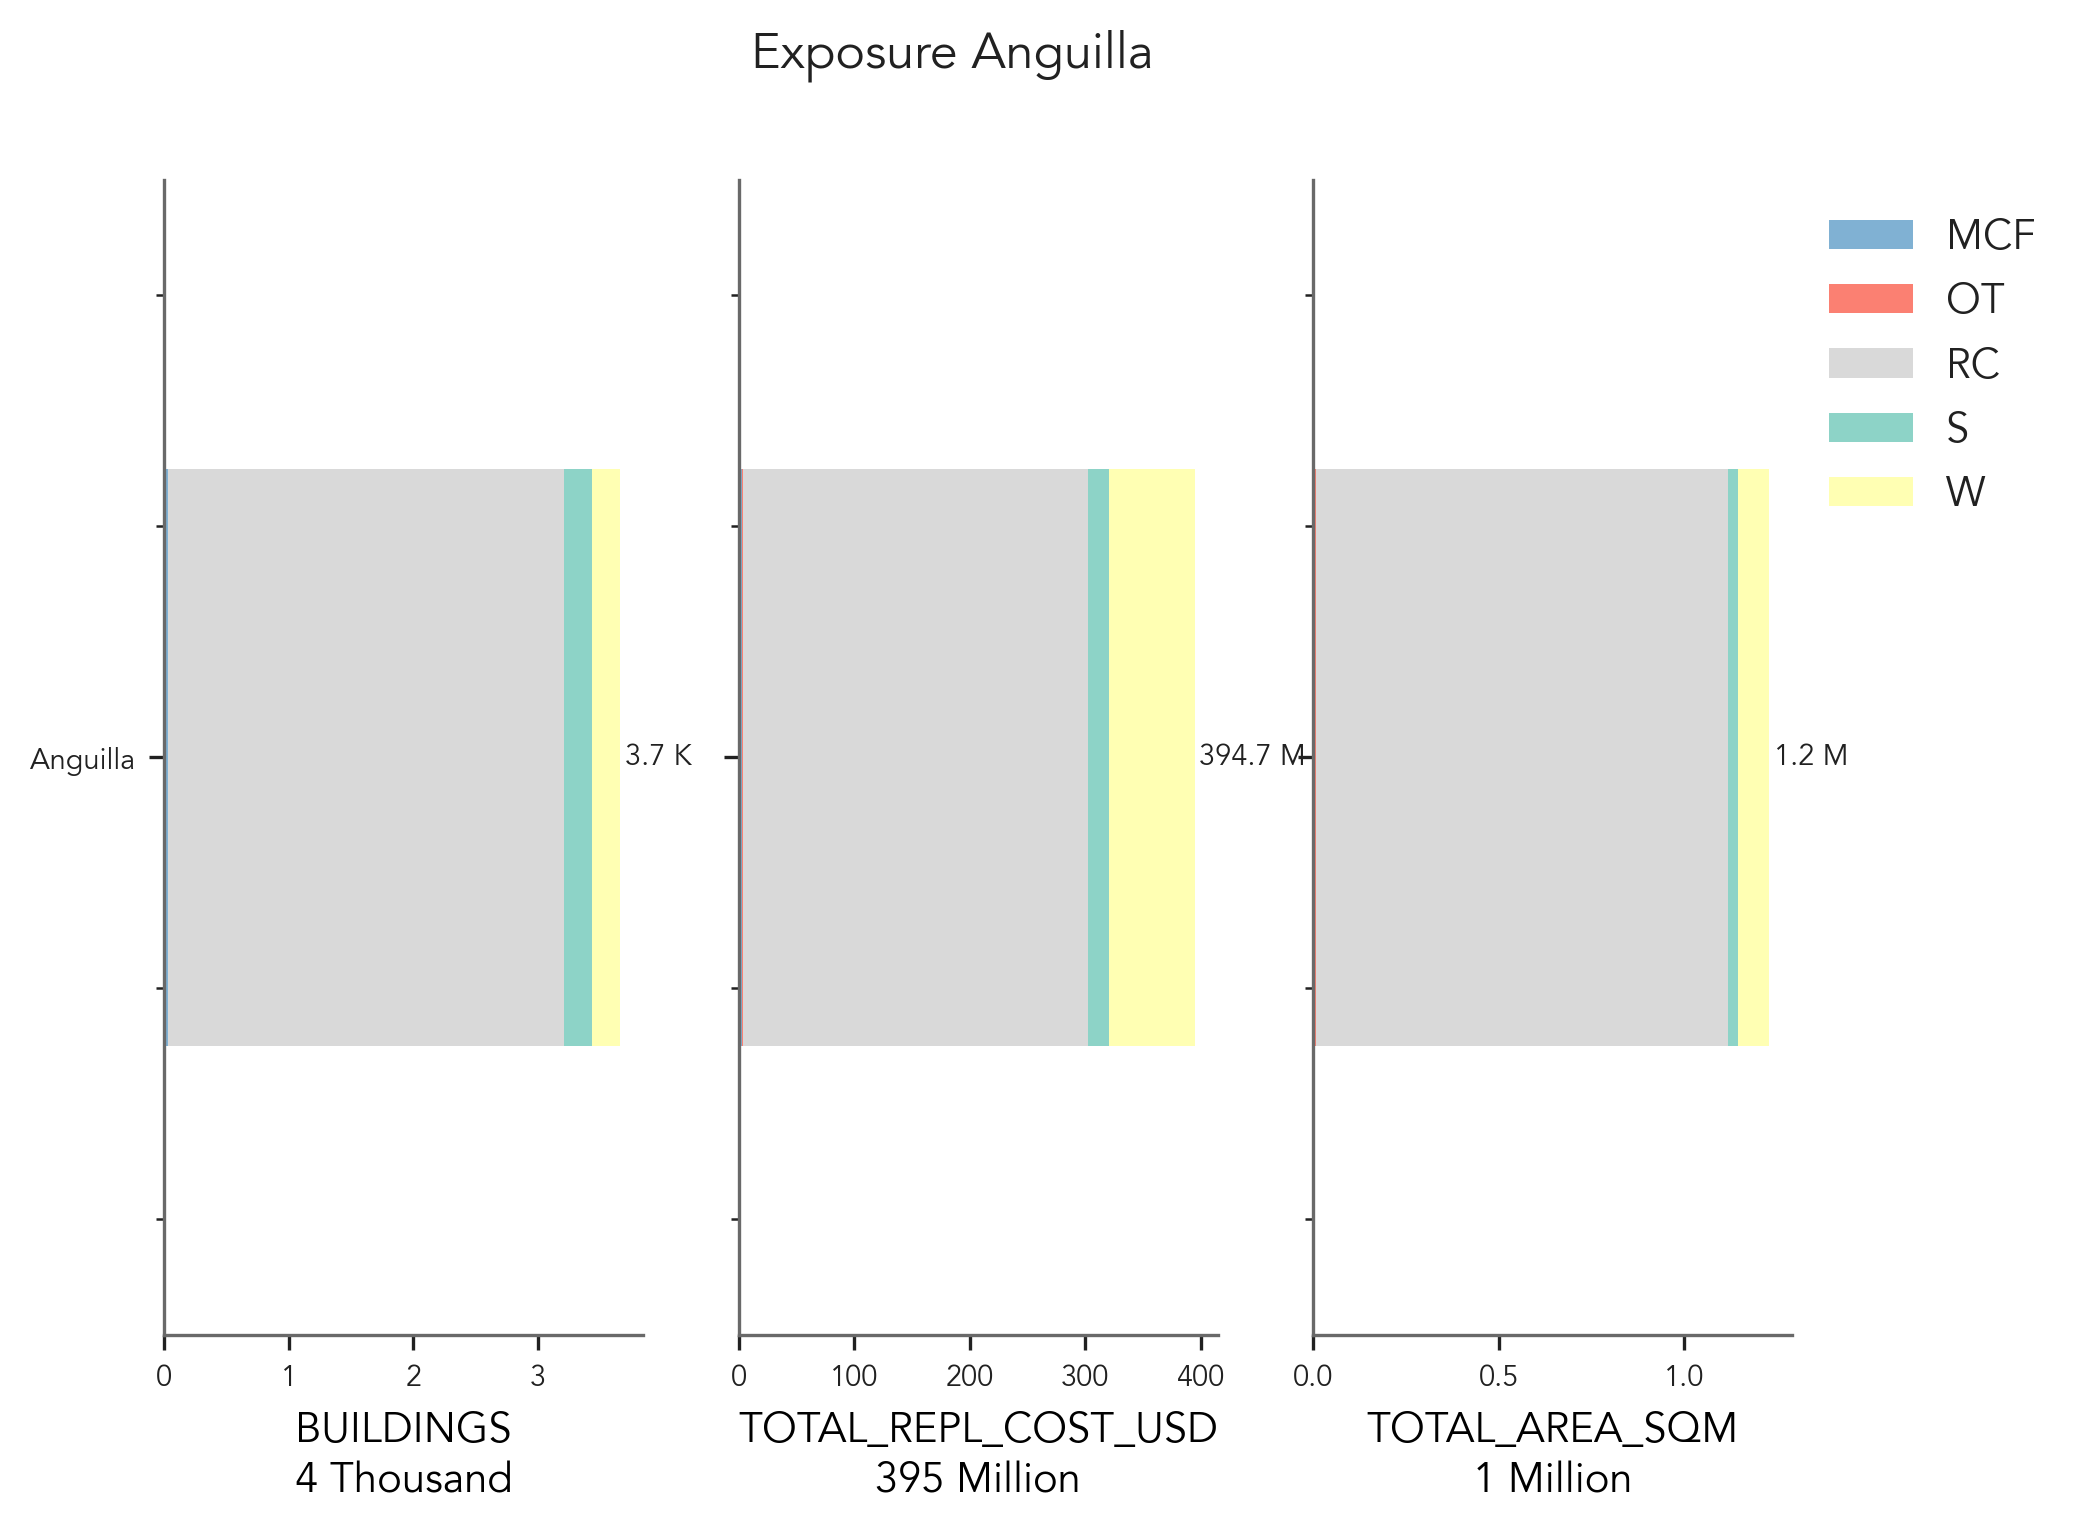 Exposure Anguilla
MCF
OT
RC
S
W
Anguilla
3.7 K
394.7 M
1.2 M
0 1 2 3
0 100 200 300 400
0.0 0.5 1.0
BUILDINGS
4 Thousand
TOTAL_REPL_COST_USD
395 Million
TOTAL_AREA_SQM
1 Million